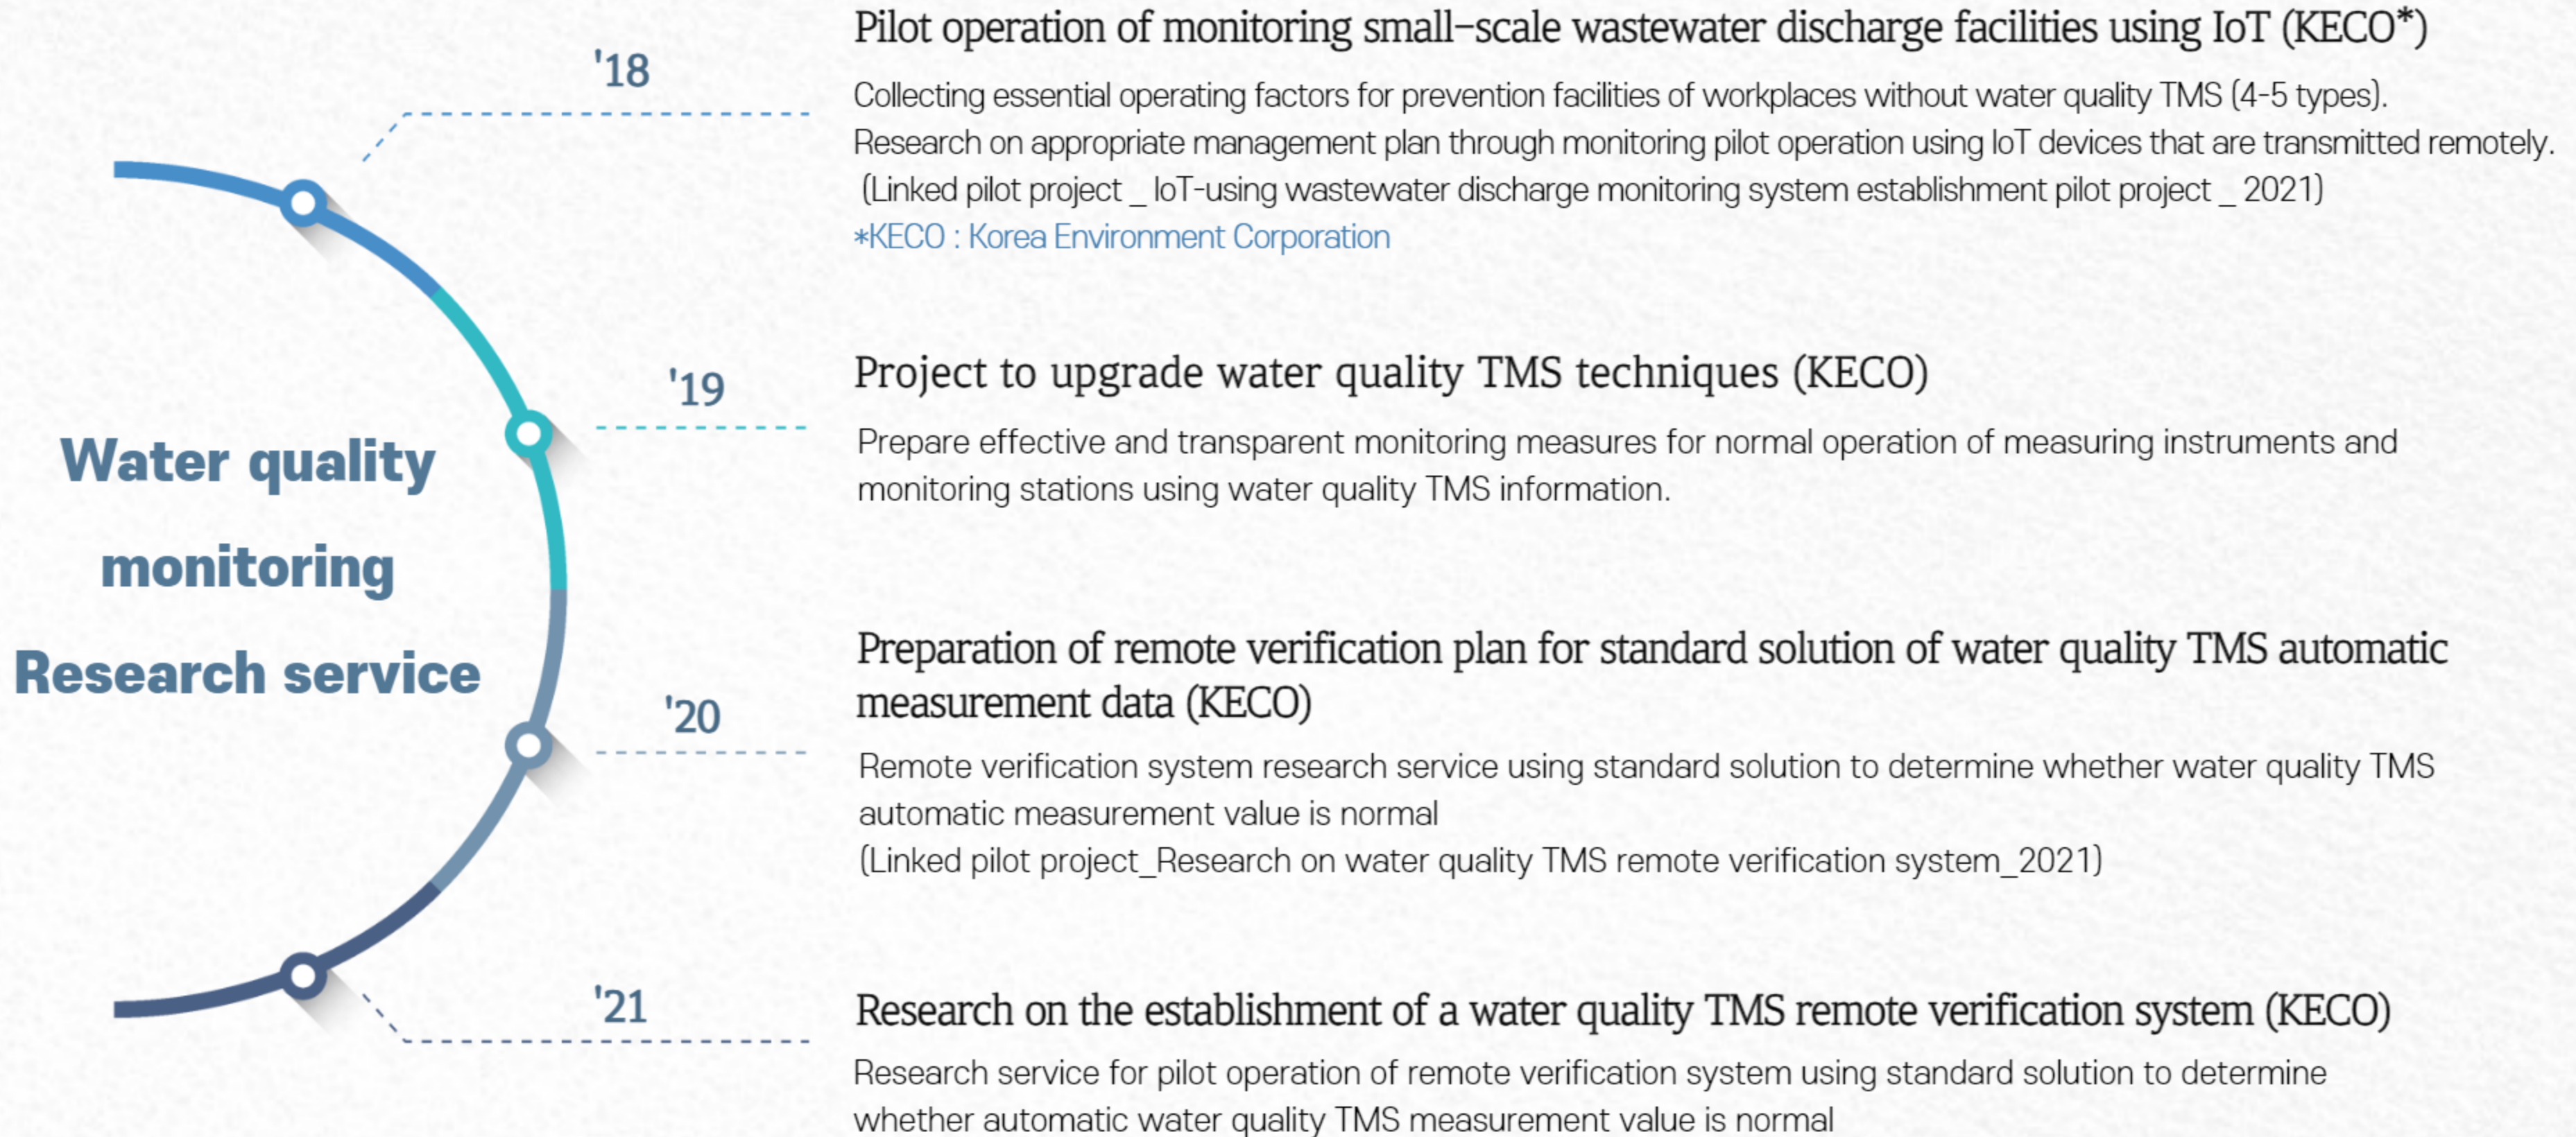 Water quality
monitoring
Research service
'18
Pilot operation of monitoring small-scale wastewater discharge facilities using IoT (KECO*)
Collecting essential operating factors for prevention facilities of workplaces without water quality TMS (4-5 types).
Research on appropriate management plan through monitoring pilot operation using IoT devices that are transmitted remotely.
(Linked pilot project _ IoT-using wastewater discharge monitoring system establishment pilot project _ 2021)
*KECO : Korea Environment Corporation
'19
Project to upgrade water quality TMS techniques (KECO)
Prepare effective and transparent monitoring measures for normal operation of measuring instruments and
monitoring stations using water quality TMS information.
'20
Preparation of remote verification plan for standard solution of water quality TMS automatic
measurement data (KECO)
Remote verification system research service using standard solution to determine whether water quality TMS
automatic measurement value is normal
(Linked pilot project_Research on water quality TMS remote verification system_2021)
'21
Research on the establishment of a water quality TMS remote verification system (KECO)
Research service for pilot operation of remote verification system using standard solution to determine
whether automatic water quality TMS measurement value is normal